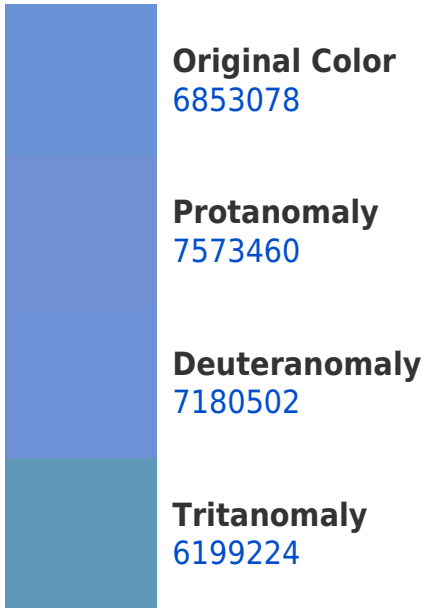 Original Color
6853078
Protanomaly
7573460
Deuteranomaly
7180502
Tritanomaly
6199224